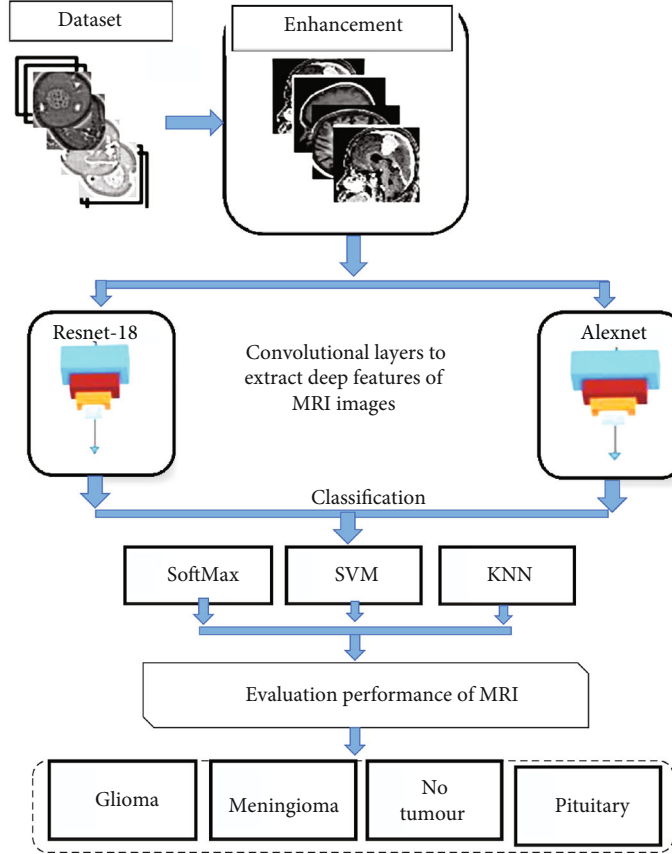 Dataset
Enhancement
Resnet-18
Alexnet
Convolutional layers to
extract deep features of
MRI images
Classification
SoftMax
SVM
KNN
Evaluation performance of MRI
Glioma
Meningioma
No
tumour
Pituitary